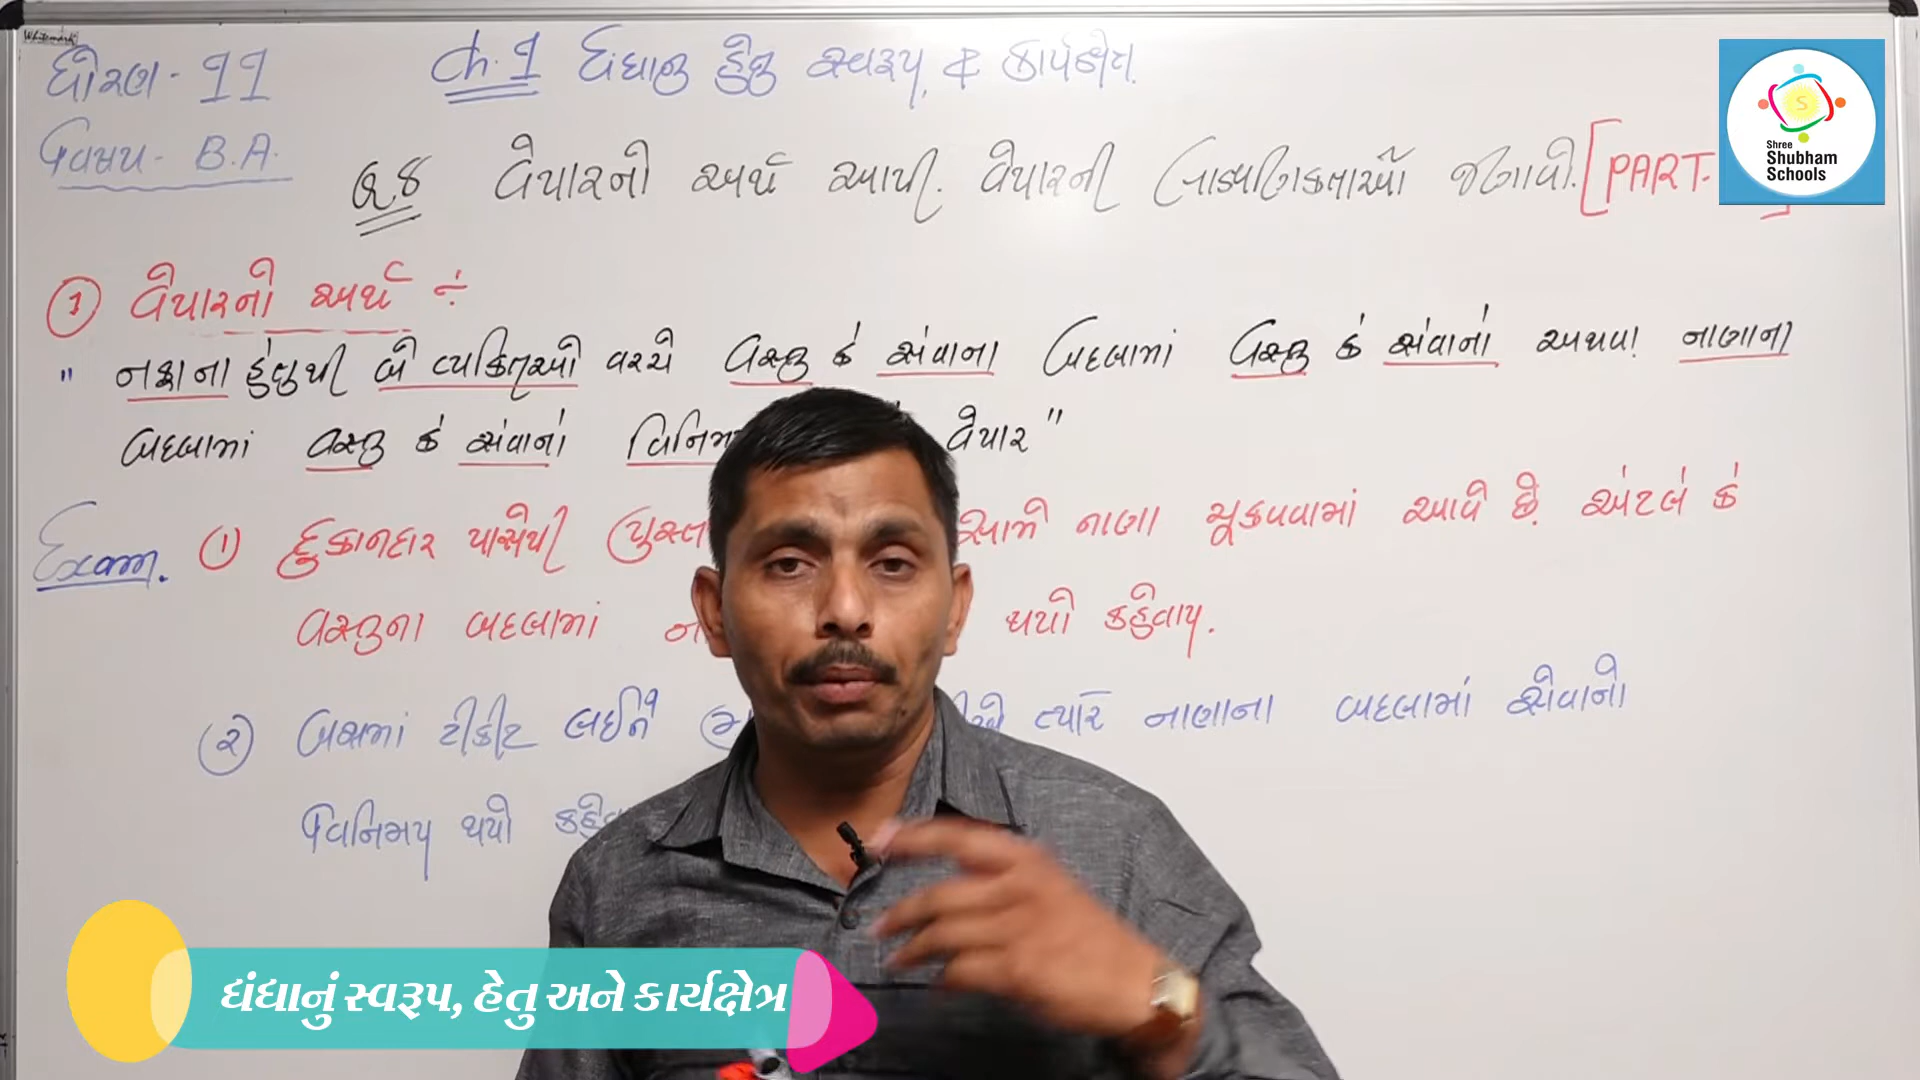 Whitemark
ધોરણ - 11
Ch. 1 ધંધાનુ હેતુ સ્વરૂપ, & કાર્યક્ષેત્ર.
વિષય - B.A.
Q.8 વેપારનો અર્થ આપી. વેપારની લાક્ષણિકતાઓ જણાવો. [PART-
Shree
Shubham
Schools
① વેપારનો અર્થ ÷
" નફાના હેતુથી બે વ્યકિતઓ વચ્ચે વસ્તુ કે સેવાના બદલામાં વસ્તુ કે સેવાનો અથવા નાણાના
બદલામાં વસ્તુ કે સેવાનો વેપાર"
Exam. ① દુકાનદાર પાસેથી સામે નાણા ચૂકવવામાં આવે છે. એટલે કે
વસ્તુના બદલામાં થયો કહેવાય.
② બસમાં ટીકીટ લઈને ત્યારે નાણાના બદલામાં સેવાનો
વિનિમય થયો
ધંધાનું સ્વરૂપ, હેતુ અને કાર્યક્ષેત્ર